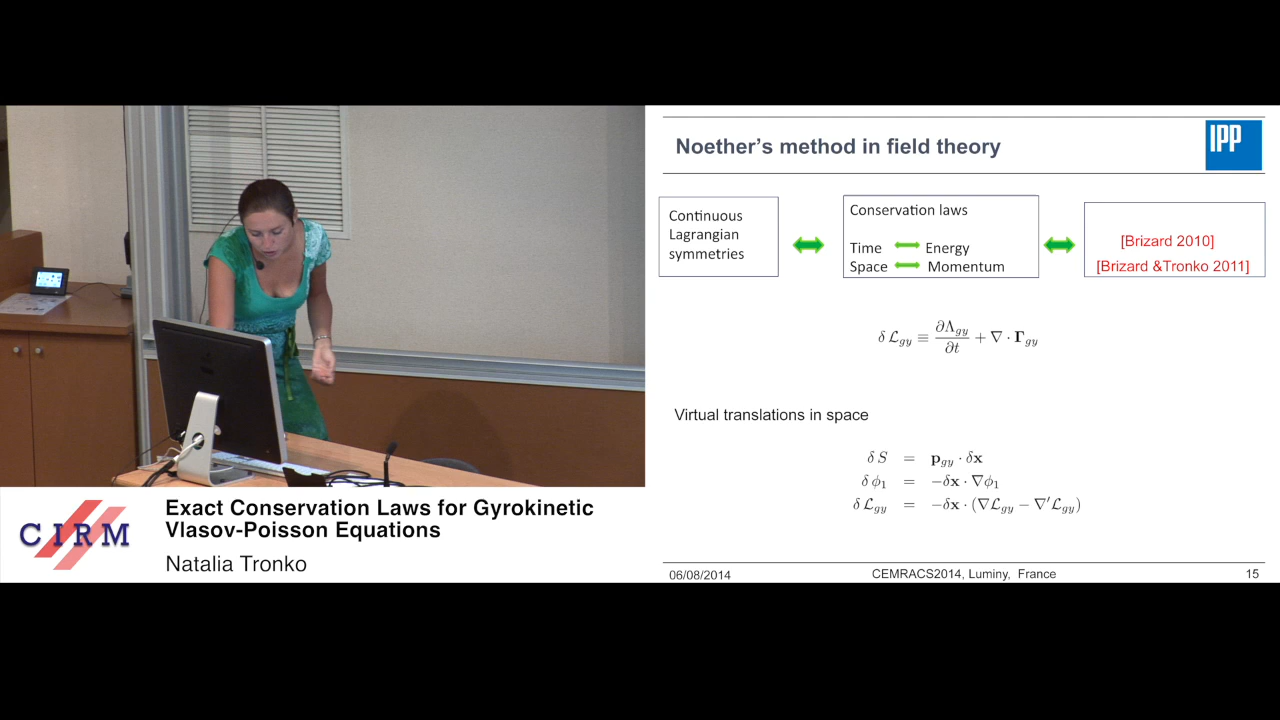 Noether's method in field theory
IPP
Continuous
Lagrangian
symmetries
Conservation laws
Time Energy
Space Momentum
[Brizard 2010]
[Brizard &Tronko 2011]
δ ℒ_gy ≡ ∂Λ_gy/∂t + ∇ · Γ_gy
Virtual translations in space
δ S = p_gy · δx
δ ϕ₁ = −δx · ∇ϕ₁
δ ℒ_gy = −δx · (∇ℒ_gy − ∇′ℒ_gy)
06/08/2014 CEMRACS2014, Luminy, France 15
CIRM
Exact Conservation Laws for Gyrokinetic
Vlasov-Poisson Equations
Natalia Tronko